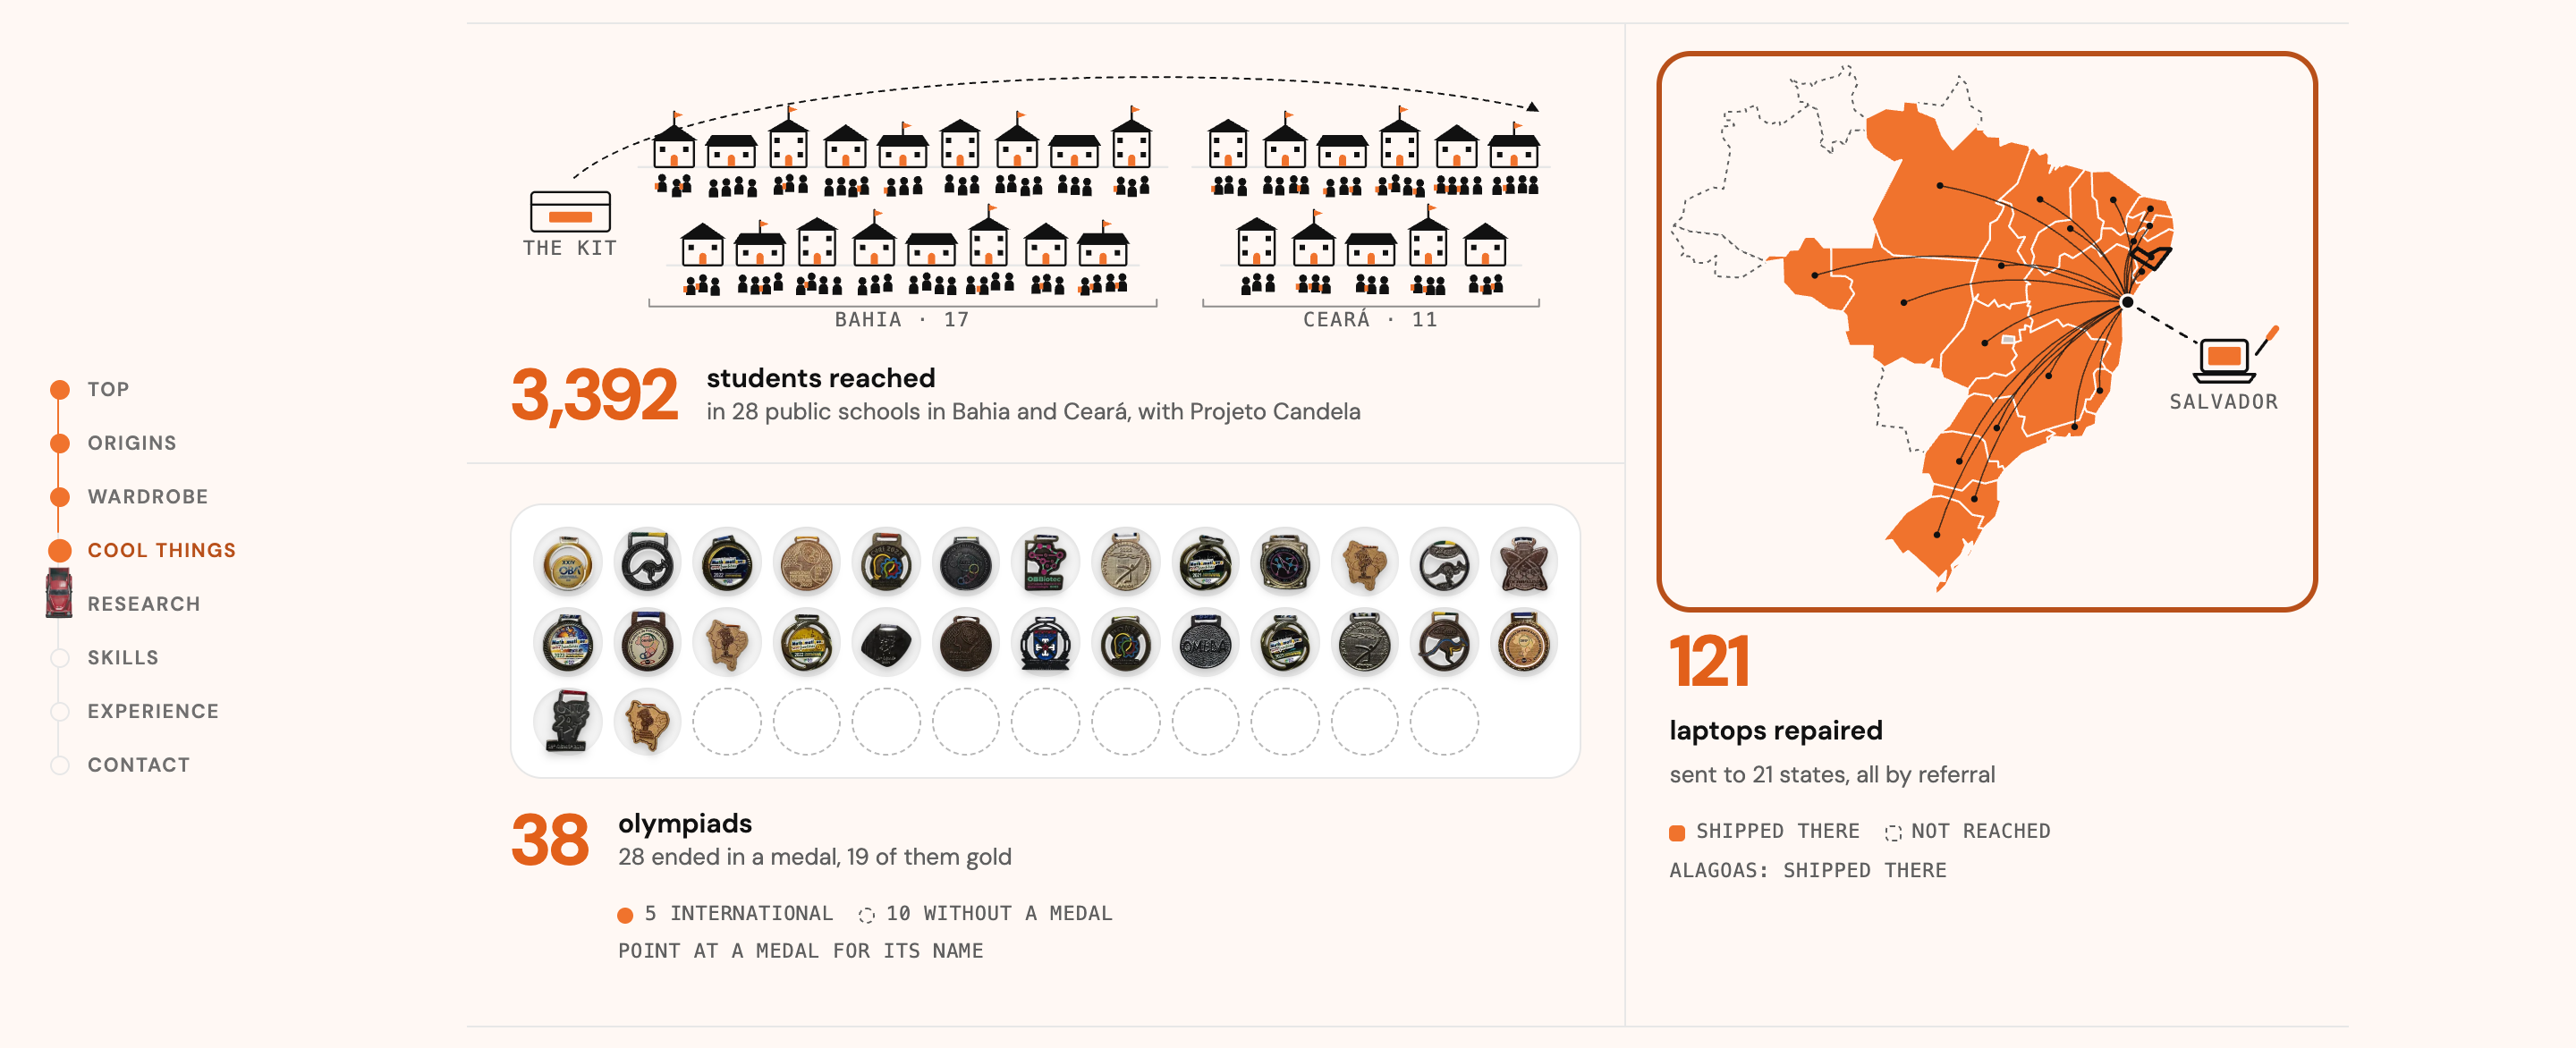 TOP
ORIGINS
WARDROBE
COOL THINGS
RESEARCH
SKILLS
EXPERIENCE
CONTACT
THE KIT
BAHIA · 17
CEARÁ · 11
3,392
students reached
in 28 public schools in Bahia and Ceará, with Projeto Candela
38
olympiads
28 ended in a medal, 19 of them gold
5 INTERNATIONAL
10 WITHOUT A MEDAL
POINT AT A MEDAL FOR ITS NAME
SALVADOR
121
laptops repaired
sent to 21 states, all by referral
SHIPPED THERE
NOT REACHED
ALAGOAS: SHIPPED THERE